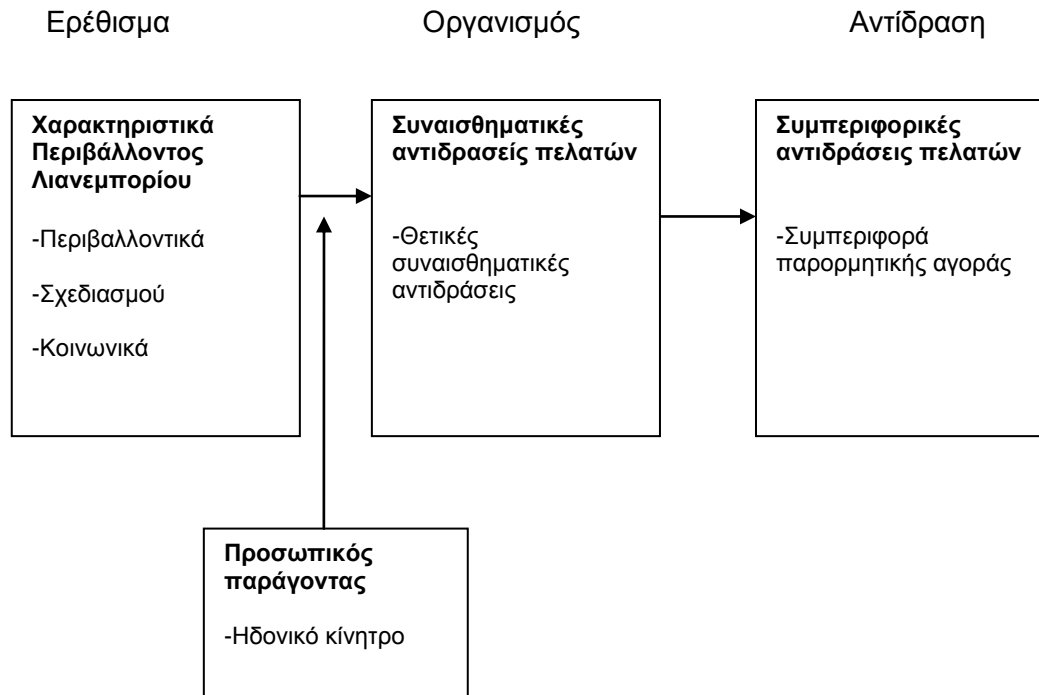 Ερέθισμα
Οργανισμός
Αντίδραση
Χαρακτηριστικά
Περιβάλλοντος
Λιανεμπορίου
-Περιβαλλοντικά
-Σχεδιασμού
-Κοινωνικά
Συναισθηματικές
αντιδρασείς πελατών
-Θετικές
συναισθηματικές
αντιδράσεις
Συμπεριφορικές
αντιδράσεις πελατών
-Συμπεριφορά
παρορμητικής αγοράς
Προσωπικός
παράγοντας
-Ηδονικό κίνητρο